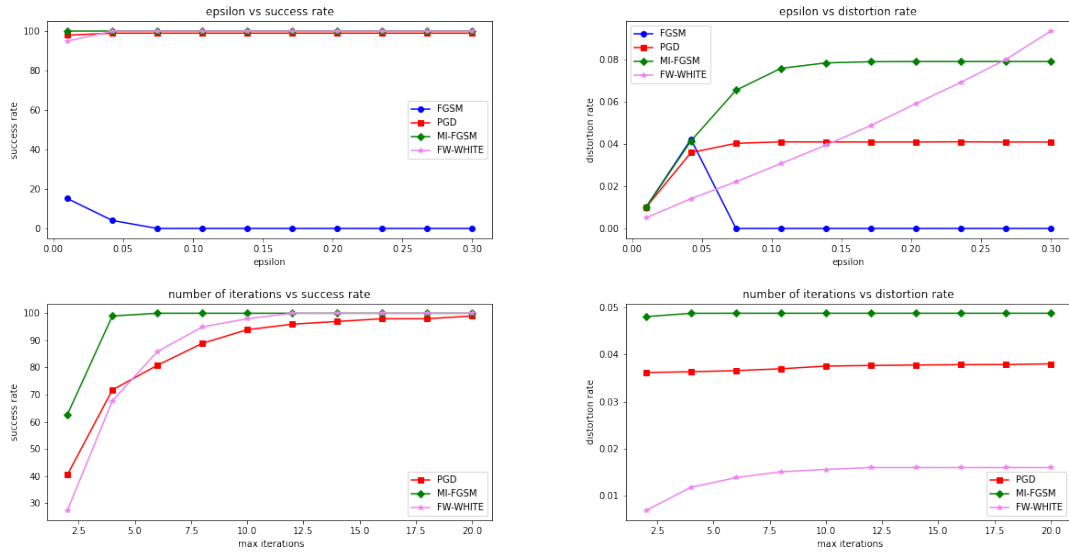 epsilon vs success rate
100
80
60
40
20
0
success rate
FGSM
PGD
MI-FGSM
FW-WHITE
0.00 0.05 0.10 0.15 0.20 0.25 0.30
epsilon
epsilon vs distortion rate
0.08
0.06
0.04
0.02
0.00
distortion rate
FGSM
PGD
MI-FGSM
FW-WHITE
0.00 0.05 0.10 0.15 0.20 0.25 0.30
epsilon
number of iterations vs success rate
100
90
80
70
60
50
40
30
success rate
PGD
MI-FGSM
FW-WHITE
2.5 5.0 7.5 10.0 12.5 15.0 17.5 20.0
max iterations
number of iterations vs distortion rate
0.05
0.04
0.03
0.02
0.01
distortion rate
PGD
MI-FGSM
FW-WHITE
2.5 5.0 7.5 10.0 12.5 15.0 17.5 20.0
max iterations